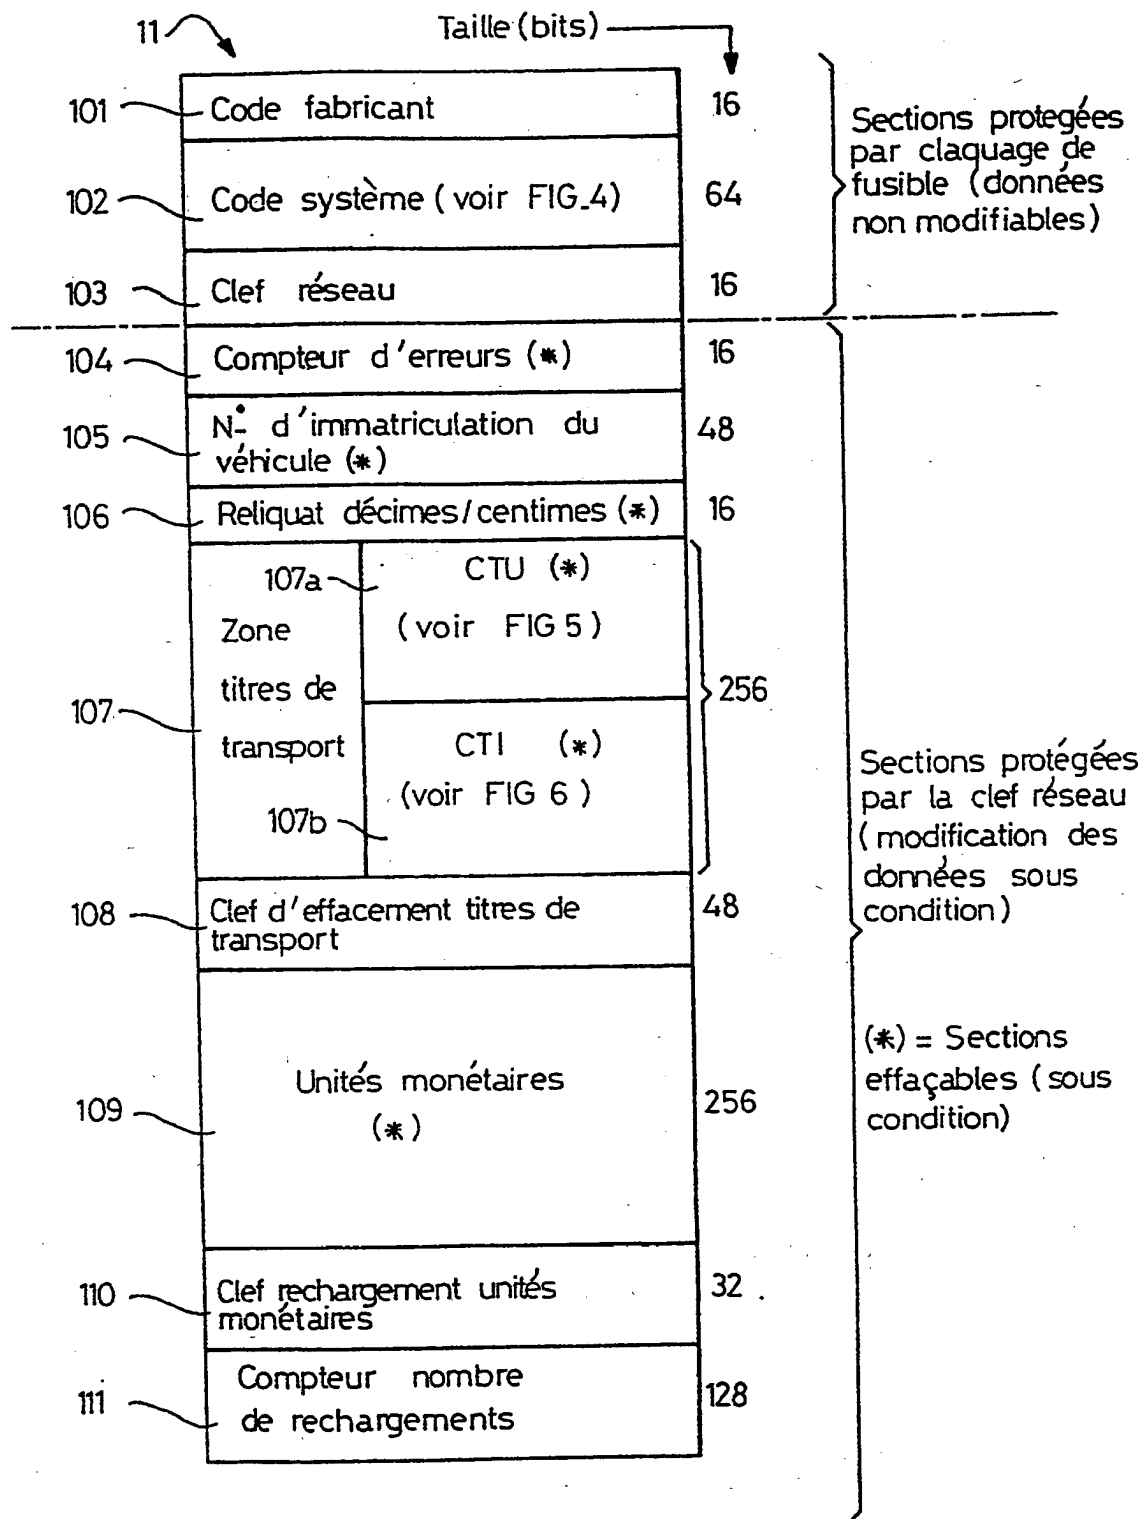 11
Taille (bits)
101
Code fabricant
16
102
Code système (voir FIG_4)
64
103
Clef réseau
16
Sections protegées
par claquage de
fusible (données
non modifiables)
104
Compteur d'erreurs (*)
16
105
N° d'immatriculation du
véhicule (*)
48
106
Reliquat décimes/centimes (*)
16
107
Zone
titres de
transport
107a
CTU (*)
(voir FIG 5)
107b
CTI (*)
(voir FIG 6)
256
108
Clef d'effacement titres de
transport
48
109
Unités monétaires
(*)
256
110
Clef rechargement unités
monétaires
32
111
Compteur nombre
de rechargements
128
Sections protégées
par la clef réseau
(modification des
données sous
condition)
(*) = Sections
effaçables (sous
condition)